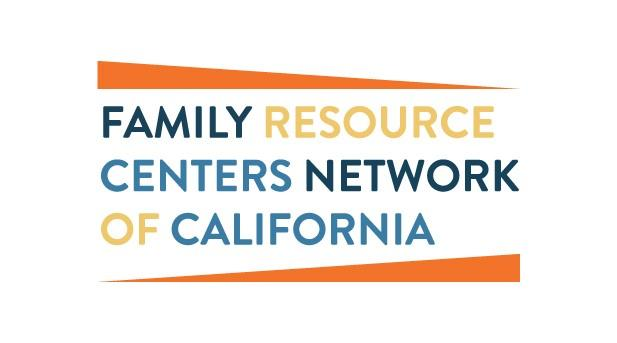 FAMILY RESOURCE
CENTERS NETWORK
OF CALIFORNIA